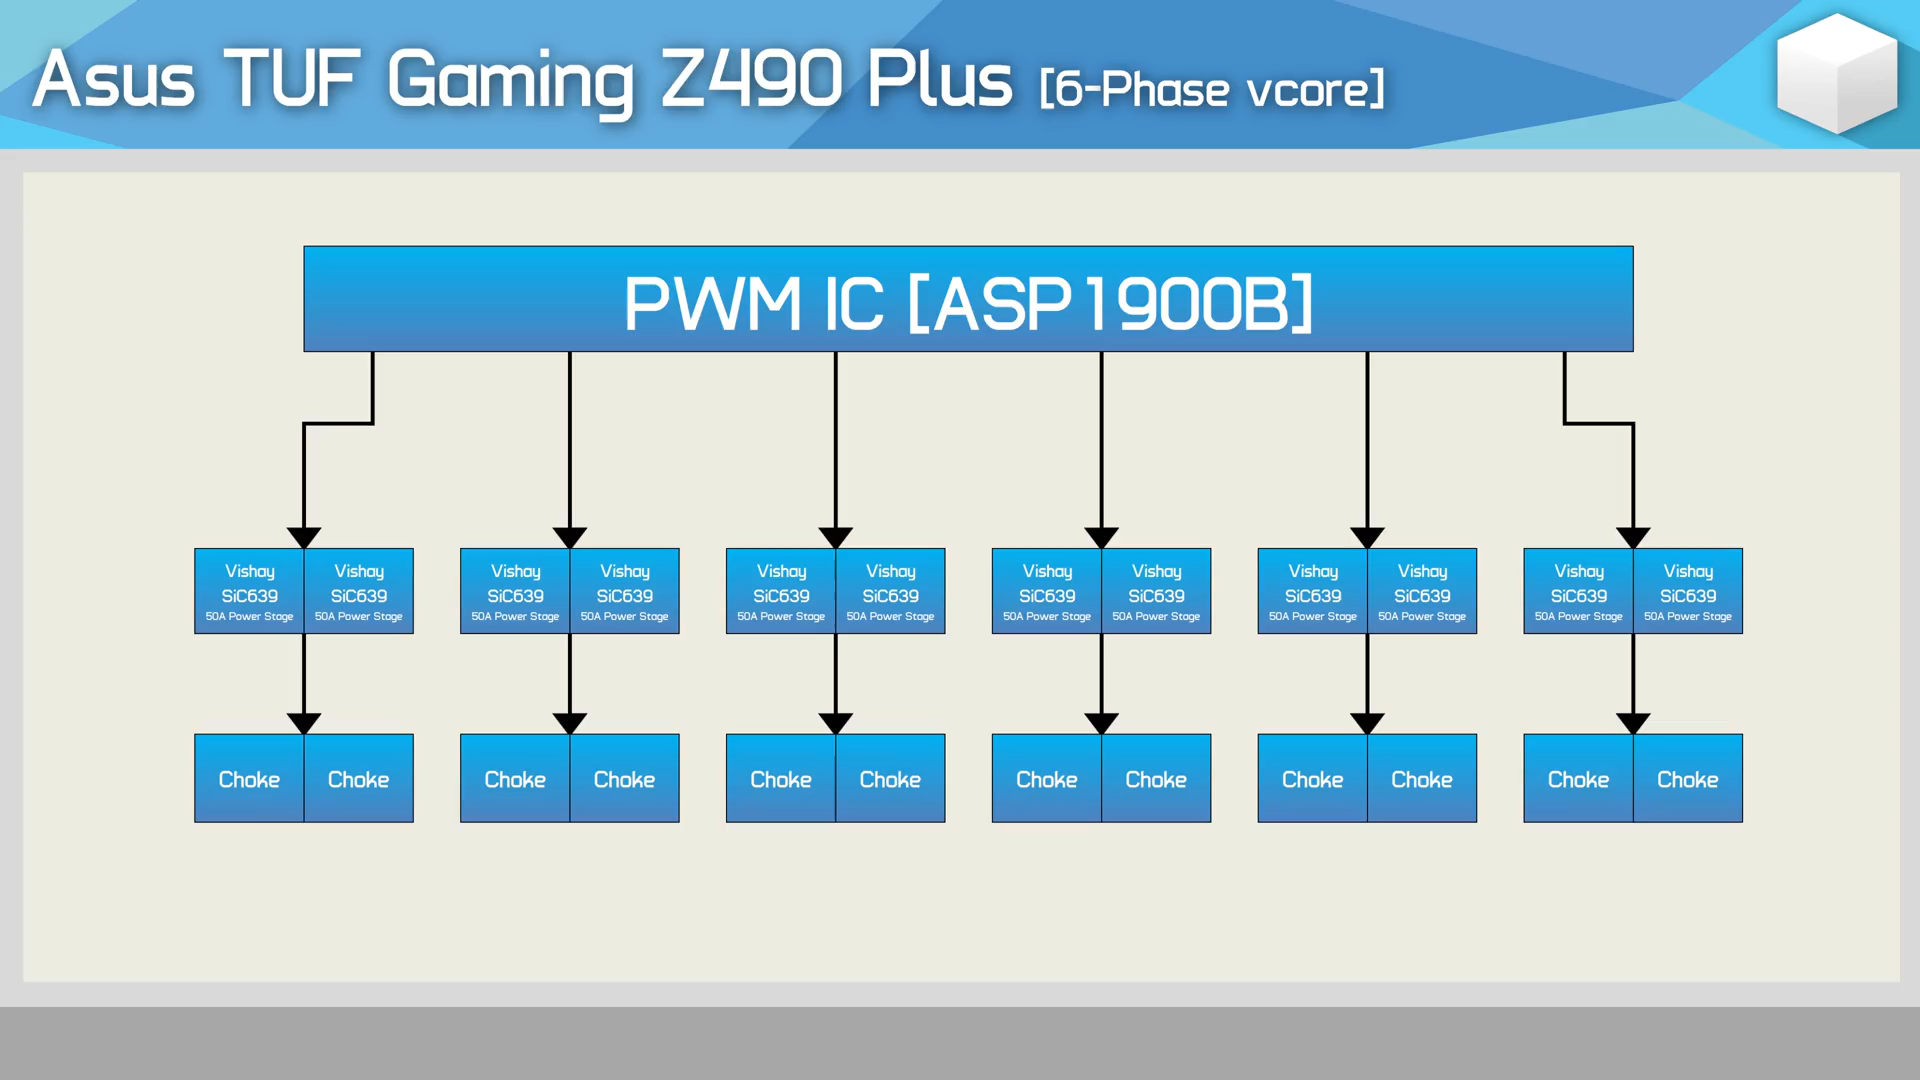 Asus TUF Gaming Z490 Plus [6-Phase vcore]
PWM IC [ASP1900B]
Vishay Vishay Vishay Vishay Vishay Vishay Vishay Vishay Vishay Vishay Vishay Vishay
SiC639 SiC639 SiC639 SiC639 SiC639 SiC639 SiC639 SiC639 SiC639 SiC639 SiC639 SiC639
50A Power Stage 50A Power Stage 50A Power Stage 50A Power Stage 50A Power Stage 50A Power Stage 50A Power Stage 50A Power Stage 50A Power Stage 50A Power Stage 50A Power Stage 50A Power Stage
Choke Choke Choke Choke Choke Choke Choke Choke Choke Choke Choke Choke